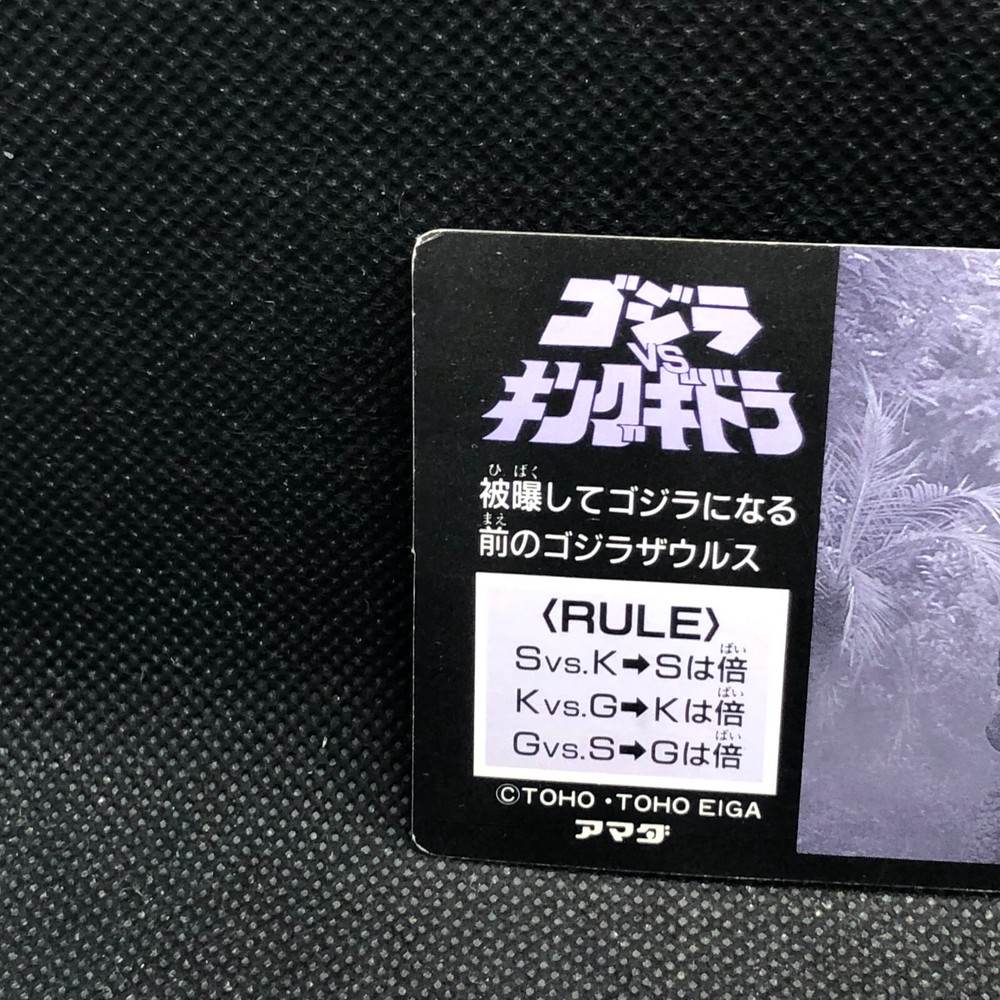 ゴジラ
VS
キングギドラ
ひばく
被曝してゴジラになる
まえ
前のゴジラザウルス
〈RULE〉
ばい
Svs.K➡Sは倍
ばい
Kvs.G➡Kは倍
ばい
Gvs.S➡Gは倍
©TOHO・TOHO EIGA
アマダ